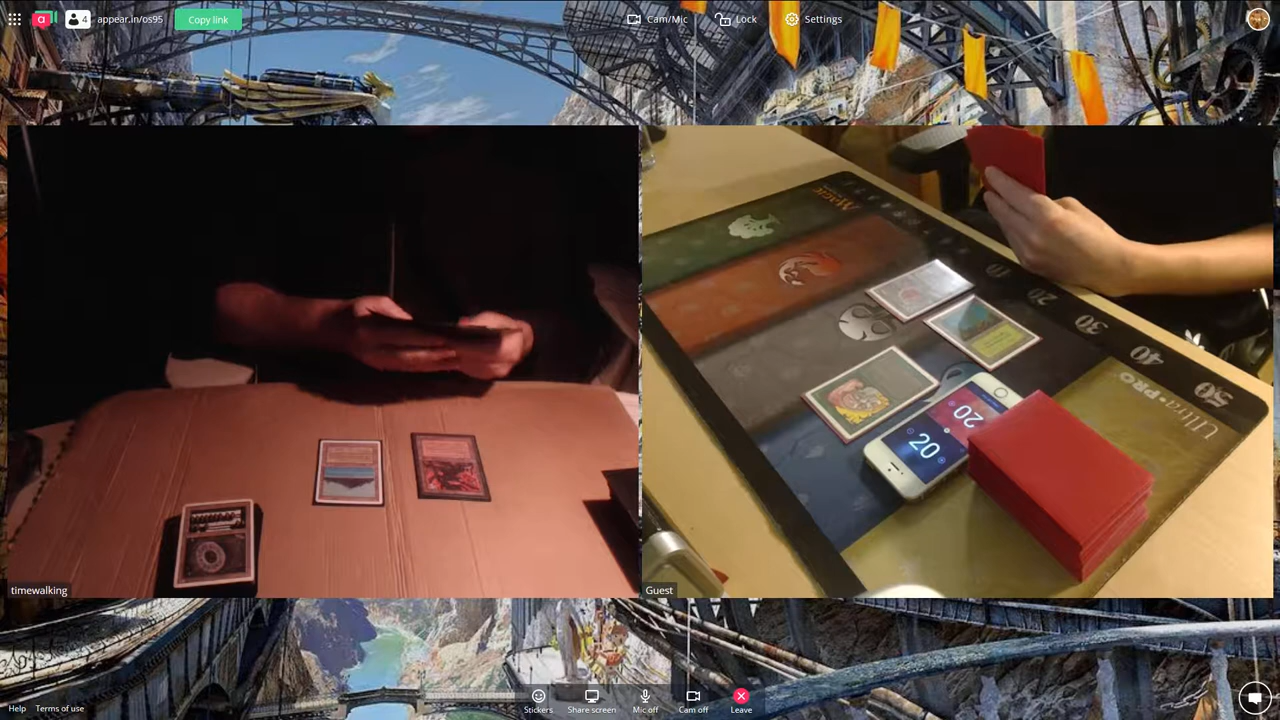 4
appear.in/os95
Copy link
Cam/Mic
Lock
Settings
MAGIC
10
20
30
40
50
Ultra•PRO
20
20
timewalking
Guest
Help
Terms of use
Stickers
Share screen
Mic off
Cam off
Leave